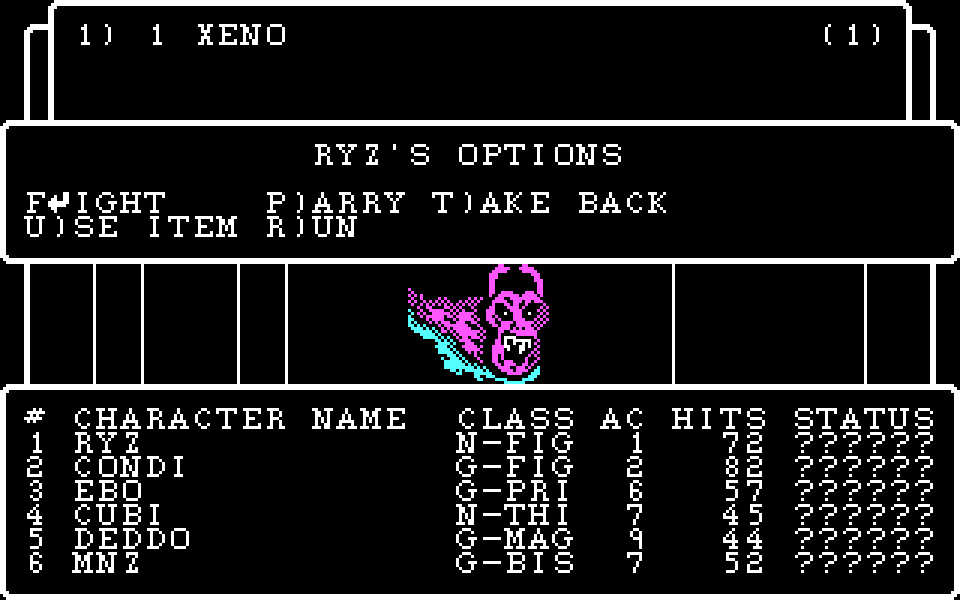 1) 1 XENO (1)
RYZ'S OPTIONS
F↵IGHT P)ARRY T)AKE BACK
U)SE ITEM R)UN
# CHARACTER NAME CLASS AC HITS STATUS
1 RYZ N-FIG 1 72 ??????
2 CONDI G-FIG 2 82 ??????
3 EBO G-PRI 6 57 ??????
4 CUBI N-THI 7 45 ??????
5 DEDDO G-MAG 9 44 ??????
6 MNZ G-BIS 7 52 ??????